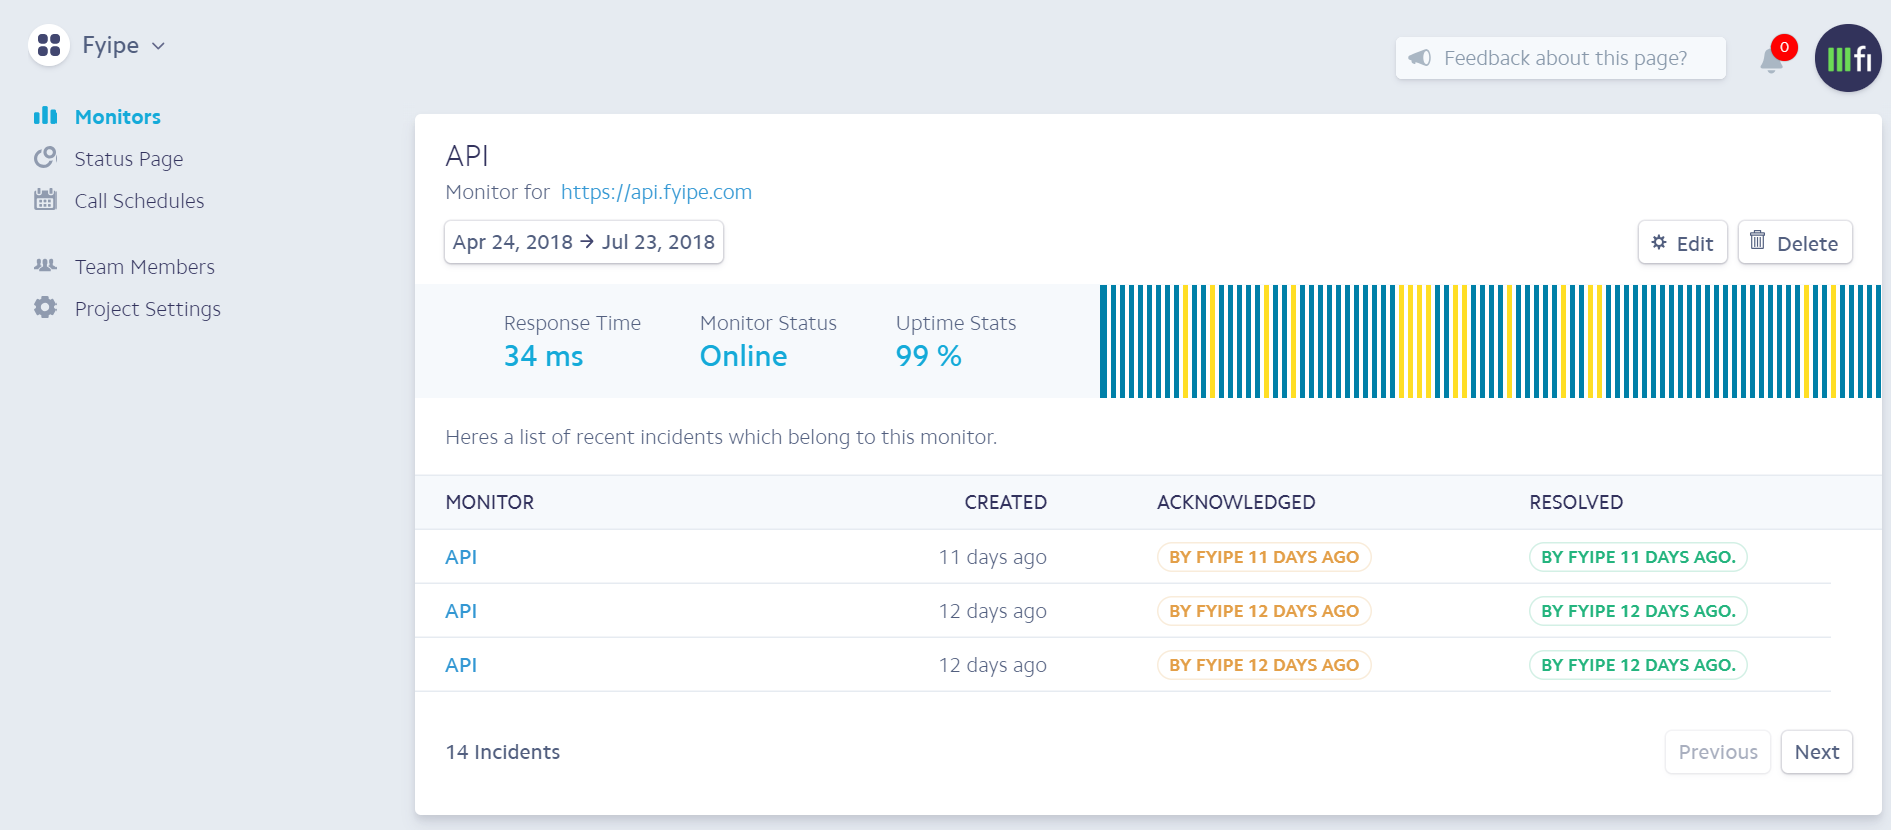 Fyipe
Feedback about this page?
0
fi
Monitors
Status Page
Call Schedules
Team Members
Project Settings
API
Monitor for https://api.fyipe.com
Apr 24, 2018 → Jul 23, 2018
Edit
Delete
Response Time
34 ms
Monitor Status
Online
Uptime Stats
99 %
Heres a list of recent incidents which belong to this monitor.
MONITOR CREATED ACKNOWLEDGED RESOLVED
API 11 days ago BY FYIPE 11 DAYS AGO BY FYIPE 11 DAYS AGO.
API 12 days ago BY FYIPE 12 DAYS AGO BY FYIPE 12 DAYS AGO.
API 12 days ago BY FYIPE 12 DAYS AGO BY FYIPE 12 DAYS AGO.
14 Incidents
Previous
Next